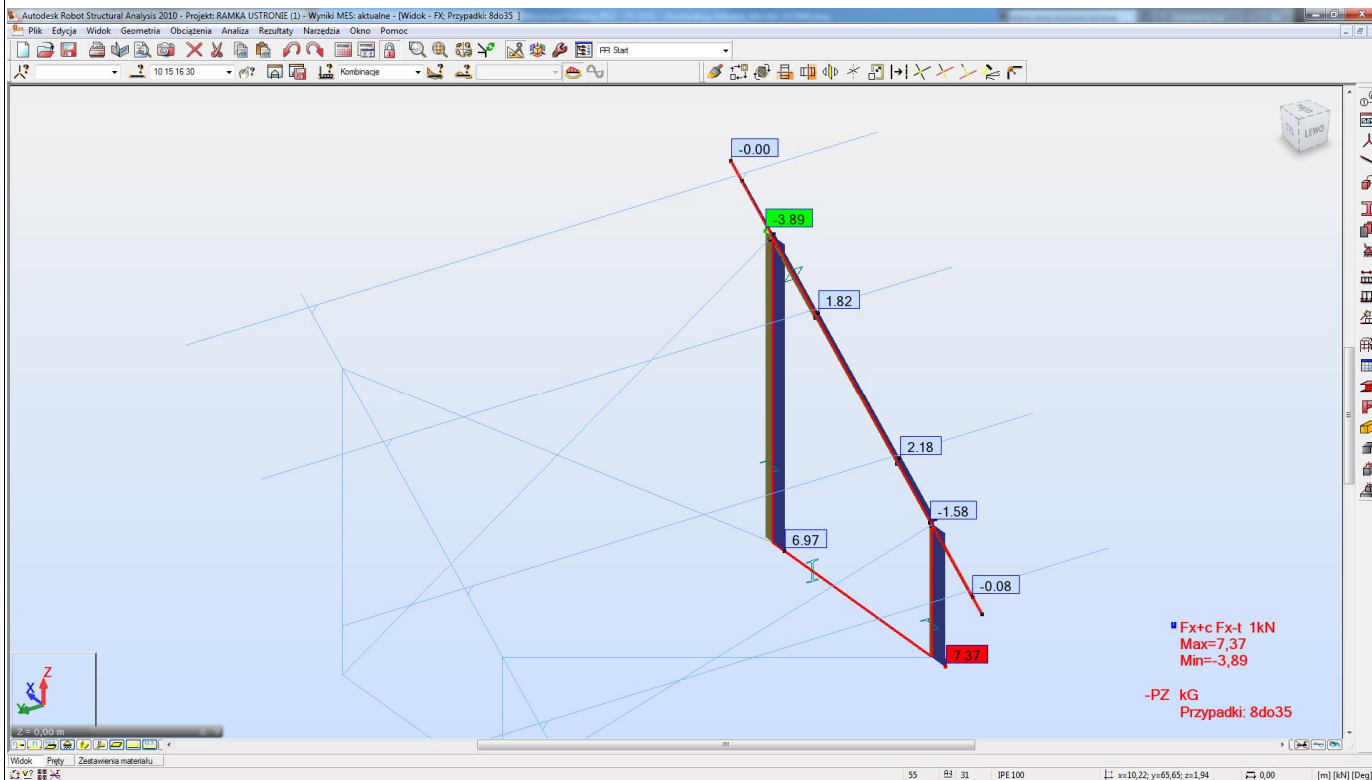 Autodesk Robot Structural Analysis 2010 - Projekt: RAMKA USTRONIE (1) - Wyniki MES: aktualne - [Widok - FX; Przypadki: 8do35 ]
Plik Edycja Widok Geometria Obciążenia Analiza Rezultaty Narzędzia Okno Pomoc
Start
10 15 16 30
Kombinacje
LEWO
-0.00
-3.89
1.82
2.18
-1.58
6.97
-0.08
7.37
Fx+c Fx-t 1kN
Max=7,37
Min=-3,89
-PZ kG
Przypadki: 8do35
Z
X
Y
Z = 0,00 m
Widok Pręty Zestawienia materiału
55 31 IPE 100 x=10,22; y=65,65; z=1,94 0,00 [m] [kN] [Deg]